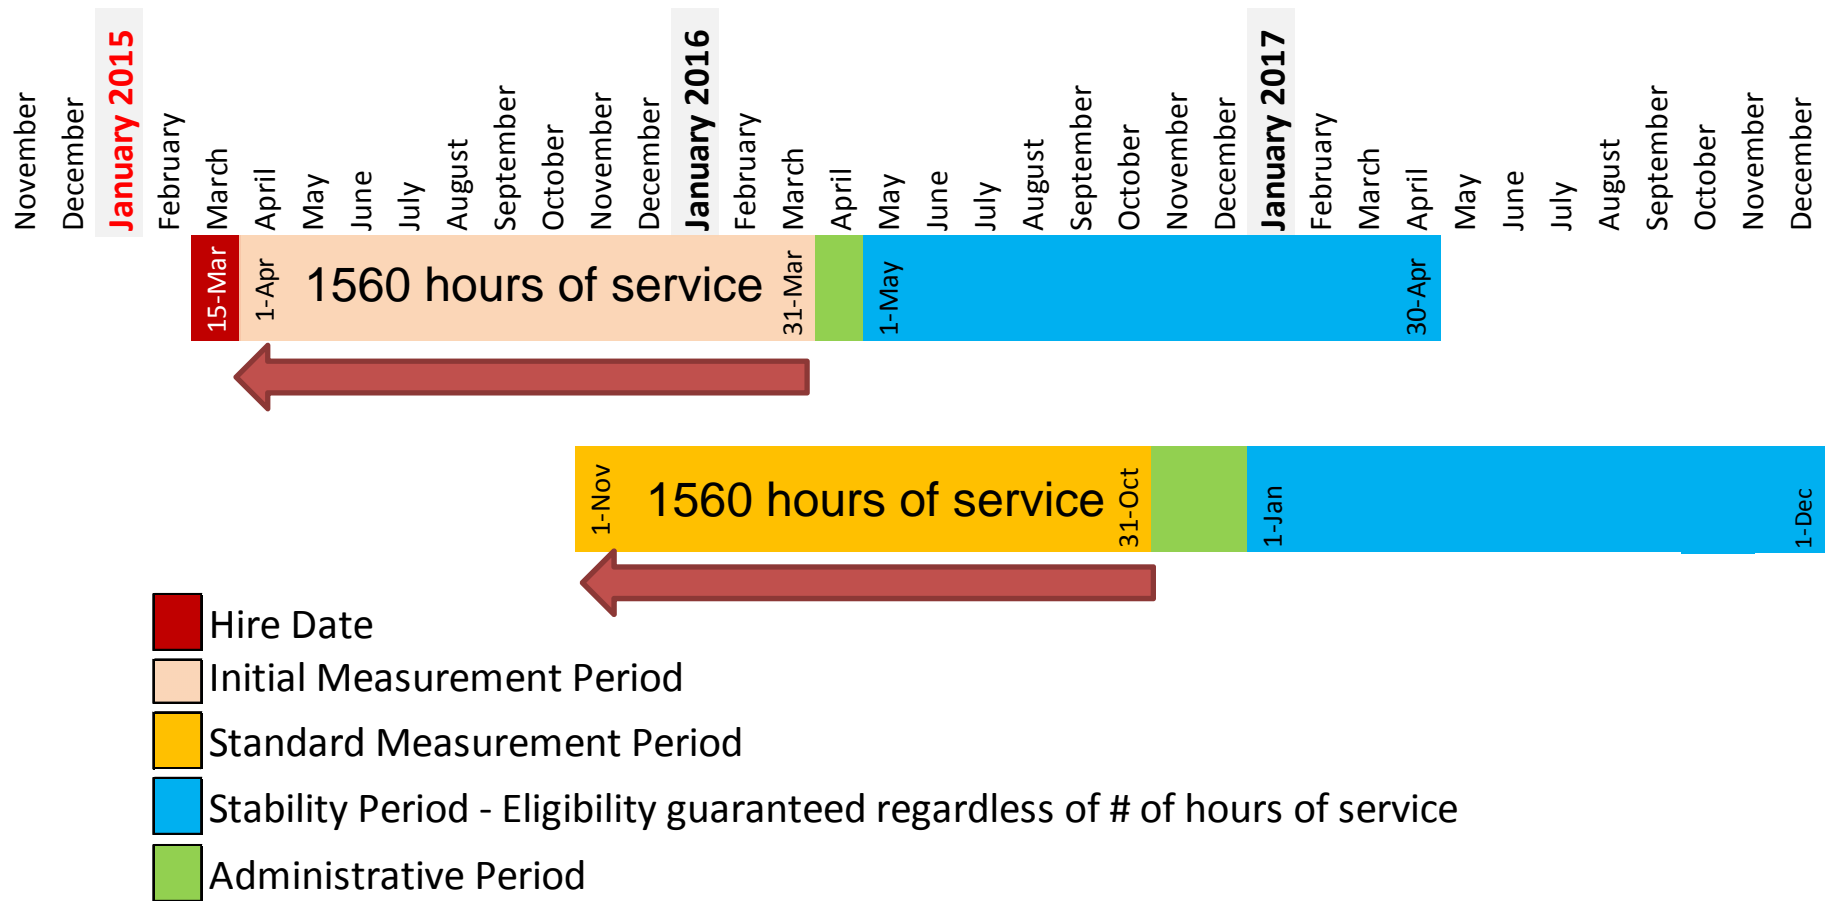 November
December
January 2015
February
March
April
May
June
July
August
September
October
November
December
January 2016
February
March
April
May
June
July
August
September
October
November
December
January 2017
February
March
April
May
June
July
August
September
October
November
December
15-Mar
1-Apr
1560 hours of service
31-Mar
1-May
30-Apr
1-Nov
1560 hours of service
31-Oct
1-Jan
1-Dec
Hire Date
Initial Measurement Period
Standard Measurement Period
Stability Period - Eligibility guaranteed regardless of # of hours of service
Administrative Period